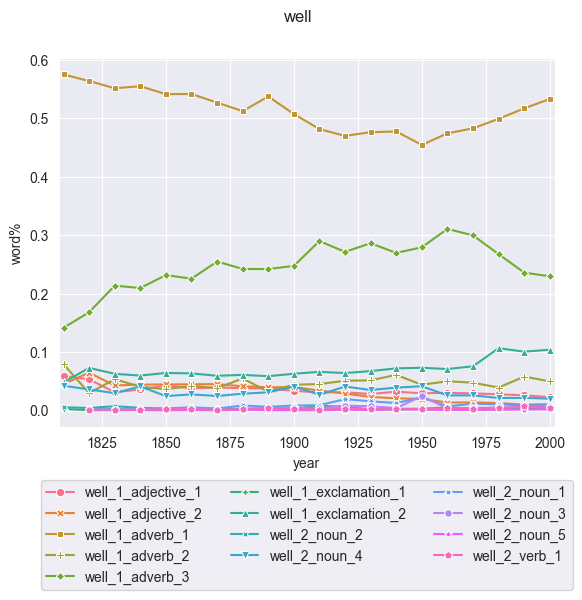 well
0.6
0.5
0.4
0.3
0.2
0.1
0.0
word%
1825 1850 1875 1900 1925 1950 1975 2000
year
well_1_adjective_1 well_1_exclamation_1 well_2_noun_1
well_1_adjective_2 well_1_exclamation_2 well_2_noun_3
well_1_adverb_1 well_2_noun_2 well_2_noun_5
well_1_adverb_2 well_2_noun_4 well_2_verb_1
well_1_adverb_3